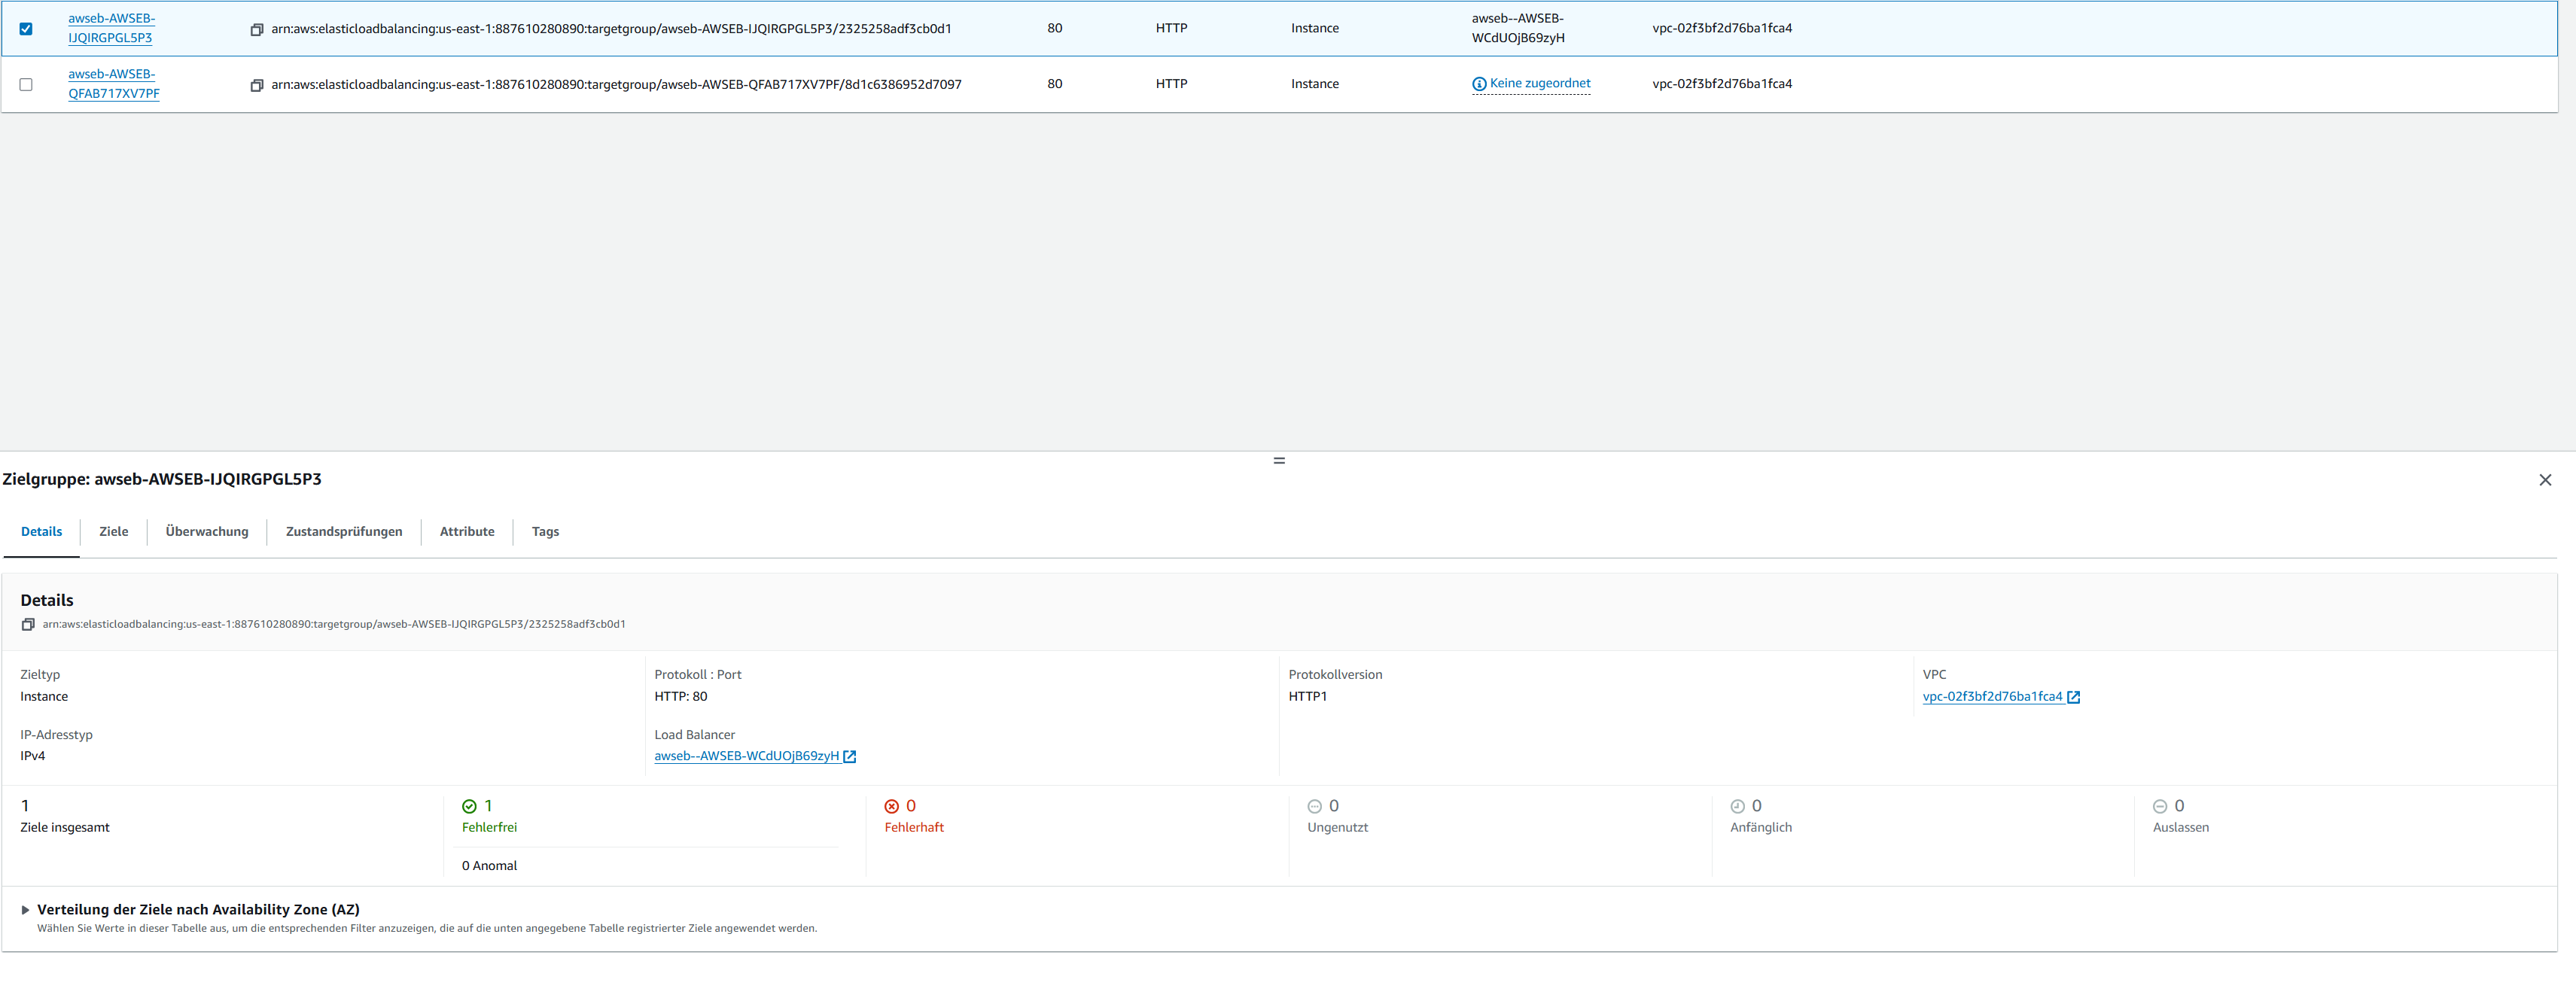 awseb-AWSEB-
IJQIRGPGL5P3
arn:aws:elasticloadbalancing:us-east-1:887610280890:targetgroup/awseb-AWSEB-IJQIRGPGL5P3/2325258adf3cb0d1
80
HTTP
Instance
awseb--AWSEB-
WCdUOjB69zyH
vpc-02f3bf2d76ba1fca4
awseb-AWSEB-
QFAB717XV7PF
arn:aws:elasticloadbalancing:us-east-1:887610280890:targetgroup/awseb-AWSEB-QFAB717XV7PF/8d1c6386952d7097
80
HTTP
Instance
Keine zugeordnet
vpc-02f3bf2d76ba1fca4
Zielgruppe: awseb-AWSEB-IJQIRGPGL5P3
Details
Ziele
Überwachung
Zustandsprüfungen
Attribute
Tags
Details
arn:aws:elasticloadbalancing:us-east-1:887610280890:targetgroup/awseb-AWSEB-IJQIRGPGL5P3/2325258adf3cb0d1
Zieltyp
Instance
Protokoll : Port
HTTP: 80
Protokollversion
HTTP1
VPC
vpc-02f3bf2d76ba1fca4
IP-Adresstyp
IPv4
Load Balancer
awseb--AWSEB-WCdUOjB69zyH
1
Ziele insgesamt
1
Fehlerfrei
0 Anomal
0
Fehlerhaft
0
Ungenutzt
0
Anfänglich
0
Auslassen
Verteilung der Ziele nach Availability Zone (AZ)
Wählen Sie Werte in dieser Tabelle aus, um die entsprechenden Filter anzuzeigen, die auf die unten angegebene Tabelle registrierter Ziele angewendet werden.